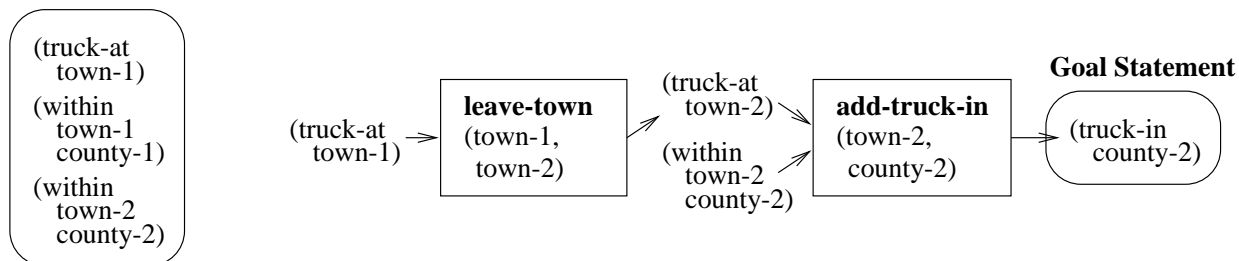 (truck-at
town-1)
(within
town-1
county-1)
(within
town-2
county-2)
(truck-at
town-1)
leave-town
(town-1,
town-2)
(truck-at
town-2)
(within
town-2
county-2)
add-truck-in
(town-2,
county-2)
Goal Statement
(truck-in
county-2)